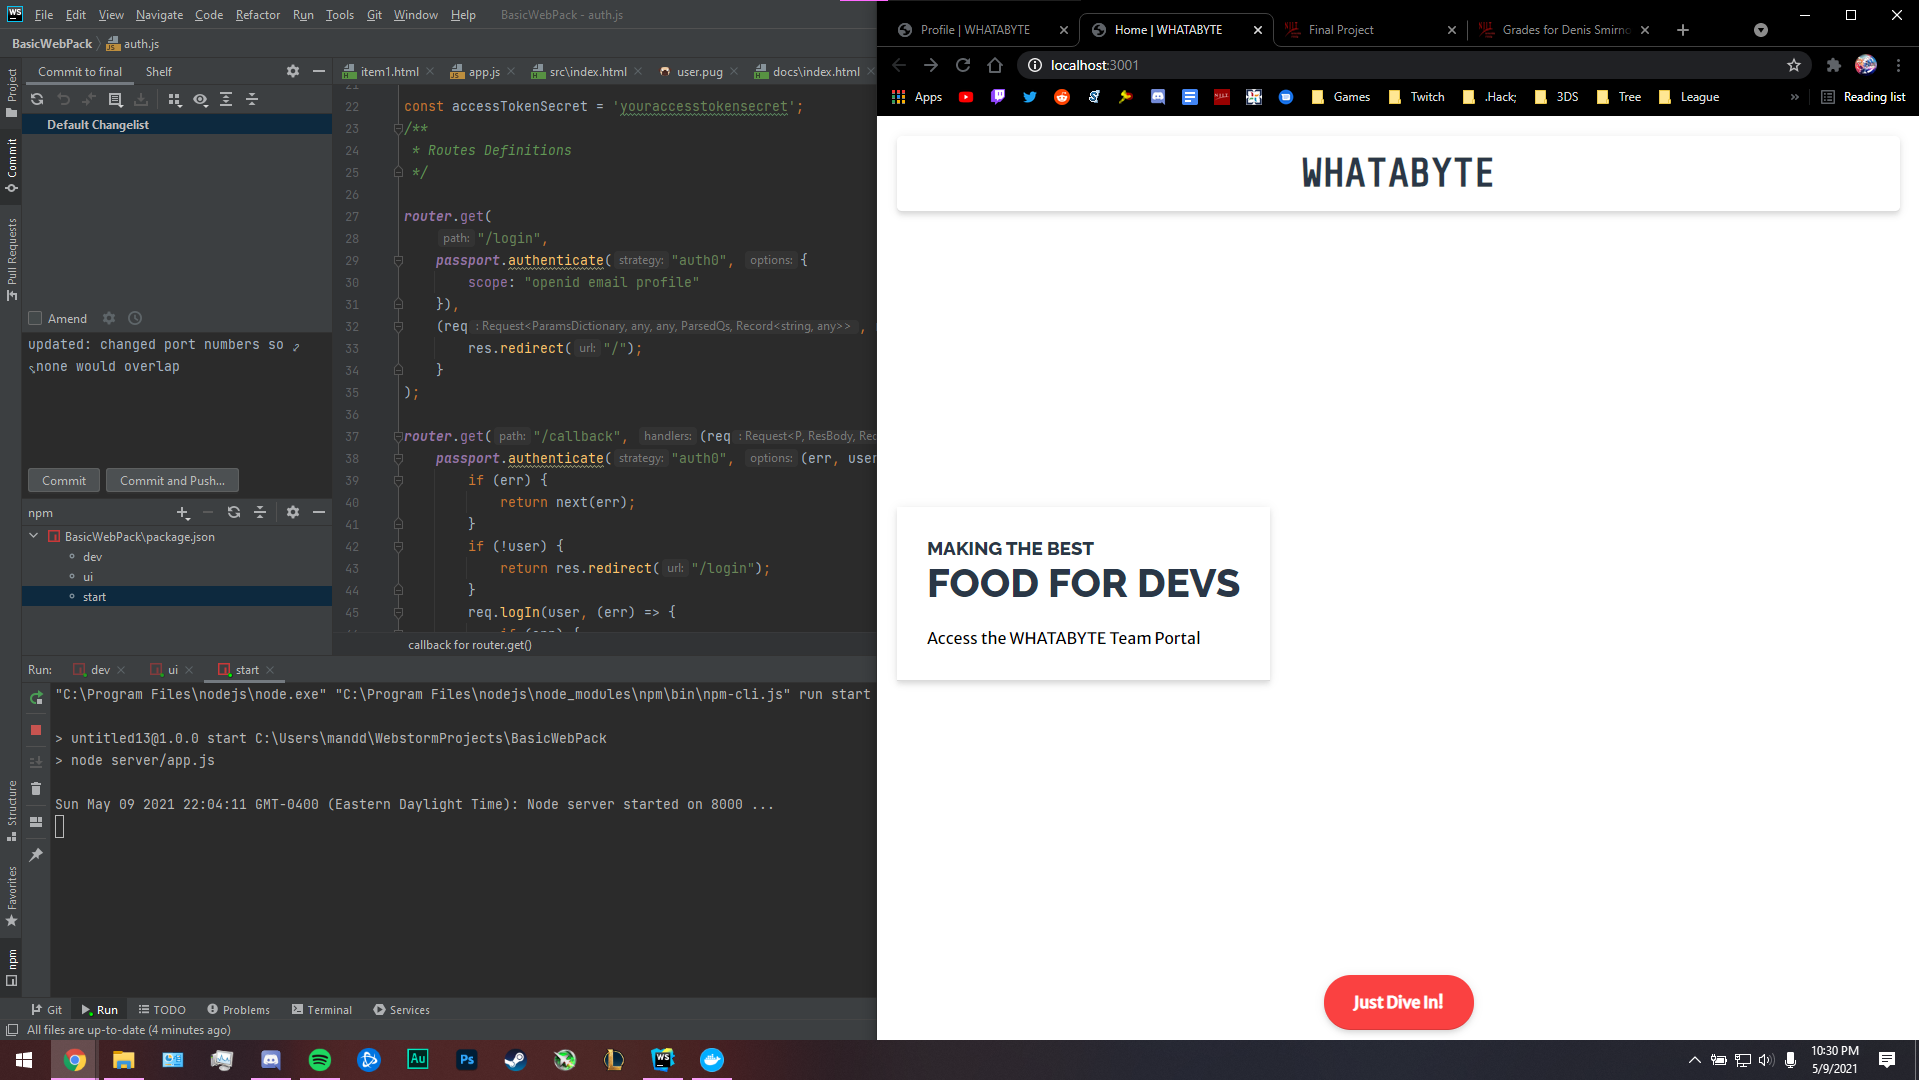 WS File Edit View Navigate Code Refactor Run Tools Git Window Help BasicWebPack - auth.js
BasicWebPack auth.js
Project
Commit
Pull Requests
Structure
Favorites
npm
Commit to final Shelf
Default Changelist
Amend
updated: changed port numbers so
none would overlap
Commit Commit and Push...
npm
BasicWebPack\package.json
dev
ui
start
item1.html app.js src\index.html user.pug docs\index.html
21
22 const accessTokenSecret = 'youraccesstokensecret';
23 /**
24 * Routes Definitions
25 */
26
27 router.get(
28 path: "/login",
29 passport.authenticate( strategy: "auth0", options: {
30 scope: "openid email profile"
31 }),
32 (req : Request<ParamsDictionary, any, any, ParsedQs, Record<string, any>> ,
33 res.redirect( url: "/");
34 }
35 );
36
37 router.get( path: "/callback", handlers: (req : Request<P, ResBody, Rec
38 passport.authenticate( strategy: "auth0", options: (err, user
39 if (err) {
40 return next(err);
41 }
42 if (!user) {
43 return res.redirect( url: "/login");
44 }
45 req.logIn(user, (err) => {
callback for router.get()
Run: dev ui start
"C:\Program Files\nodejs\node.exe" "C:\Program Files\nodejs\node_modules\npm\bin\npm-cli.js" run start
> untitled13@1.0.0 start C:\Users\mandd\WebstormProjects\BasicWebPack
> node server/app.js
Sun May 09 2021 22:04:11 GMT-0400 (Eastern Daylight Time): Node server started on 8000 ...
Git Run TODO Problems Terminal Services
All files are up-to-date (4 minutes ago)
Profile | WHATABYTE Home | WHATABYTE Final Project Grades for Denis Smirno
localhost:3001
Apps Games Twitch .Hack; 3DS Tree League » Reading list
WHATABYTE
MAKING THE BEST
FOOD FOR DEVS
Access the WHATABYTE Team Portal
Just Dive In!
Au Ps WS
10:30 PM
5/9/2021